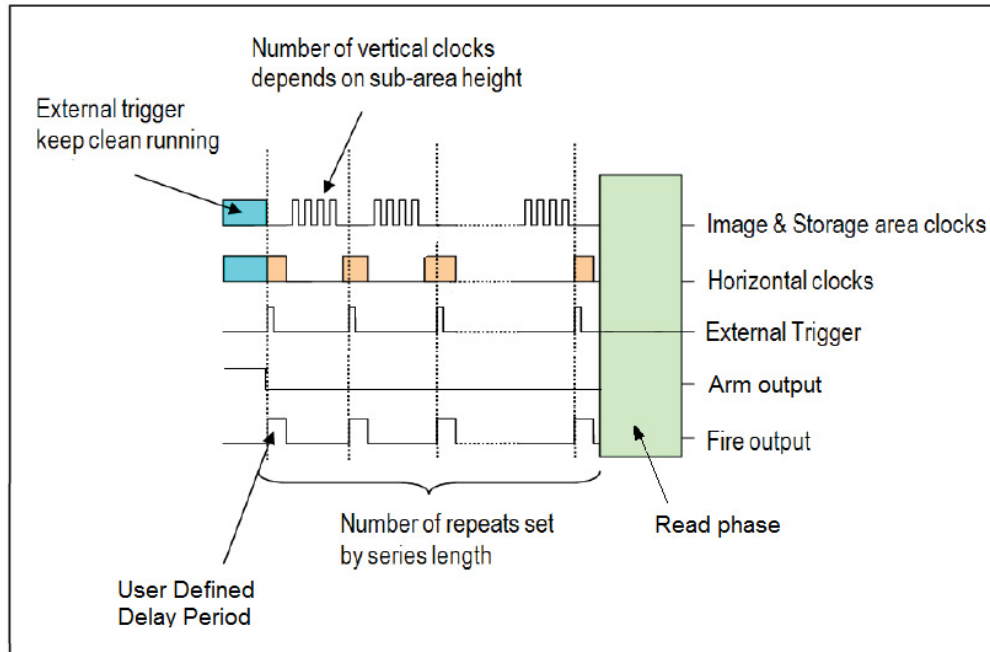 Number of vertical clocks
depends on sub-area height
External trigger
keep clean running
Image & Storage area clocks
Horizontal clocks
External Trigger
Arm output
Fire output
Number of repeats set
by series length
Read phase
User Defined
Delay Period